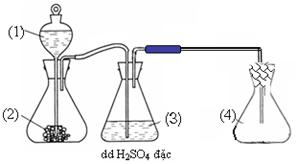 (1)
(2)
(3)
(4)
dd H₂SO₄ đặc